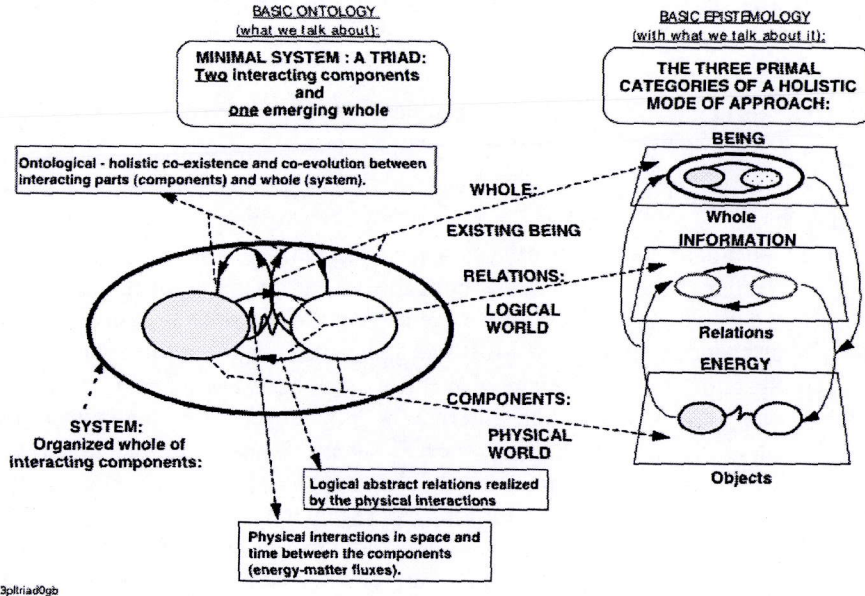 BASIC ONTOLOGY
(what we talk about):
MINIMAL SYSTEM : A TRIAD:
Two interacting components
and
one emerging whole
BASIC EPISTEMOLOGY
(with what we talk about it):
THE THREE PRIMAL
CATEGORIES OF A HOLISTIC
MODE OF APPROACH:
Ontological - holistic co-existence and co-evolution between
interacting parts (components) and whole (system).
WHOLE:
EXISTING BEING
RELATIONS:
LOGICAL
WORLD
COMPONENTS:
PHYSICAL
WORLD
BEING
Whole
INFORMATION
Relations
ENERGY
Objects
SYSTEM:
Organized whole of
interacting components:
Logical abstract relations realized
by the physical interactions
Physical interactions in space and
time between the components
(energy-matter fluxes).
3pltriad0gb